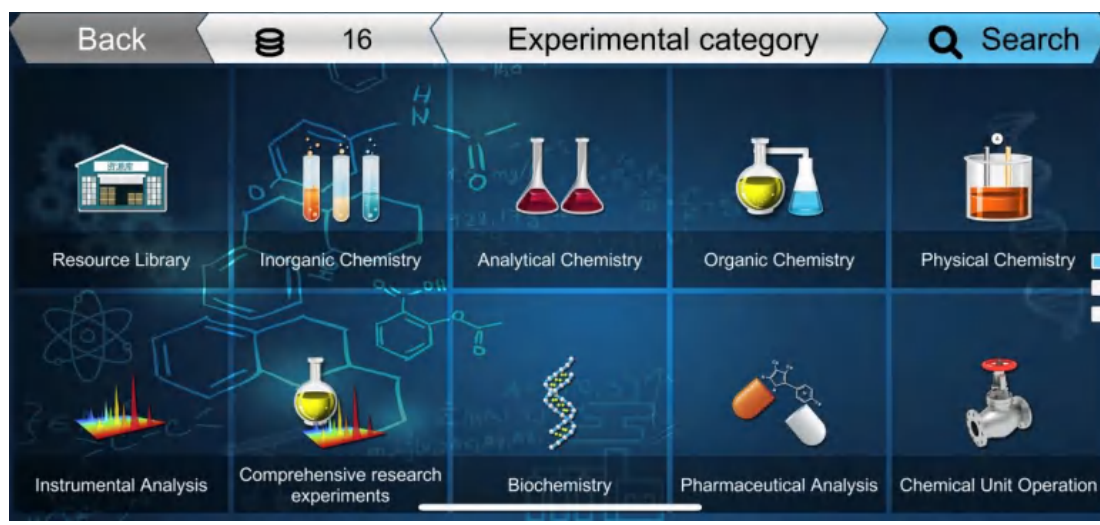 Back
16
Experimental category
Search
Resource Library
Inorganic Chemistry
Analytical Chemistry
Organic Chemistry
Physical Chemistry
Instrumental Analysis
Comprehensive research
experiments
Biochemistry
Pharmaceutical Analysis
Chemical Unit Operation